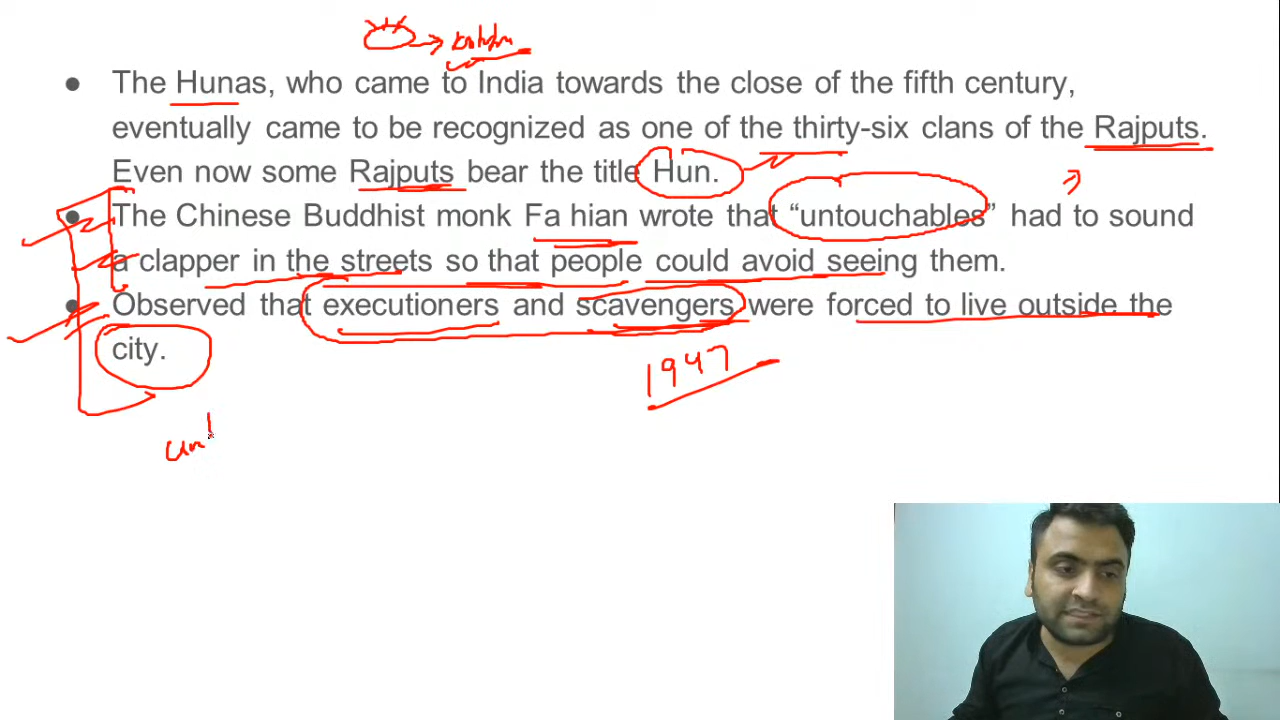 ● The Hunas, who came to India towards the close of the fifth century,
eventually came to be recognized as one of the thirty-six clans of the Rajputs.
Even now some Rajputs bear the title Hun.
● The Chinese Buddhist monk Fa hian wrote that “untouchables” had to sound
a clapper in the streets so that people could avoid seeing them.
● Observed that executioners and scavengers were forced to live outside the
city.
1947